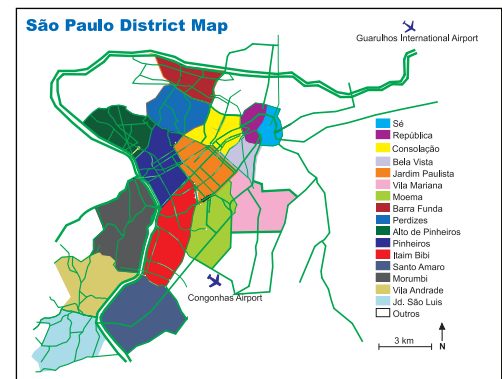 São Paulo District Map
Guarulhos International Airport
Sé
República
Consolação
Bela Vista
Jardim Paulista
Vila Mariana
Moema
Barra Funda
Perdizes
Alto de Pinheiros
Pinheiros
Itaim Bibi
Santo Amaro
Morumbi
Vila Andrade
Jd. São Luis
Outros
Congonhas Airport
3 km
N